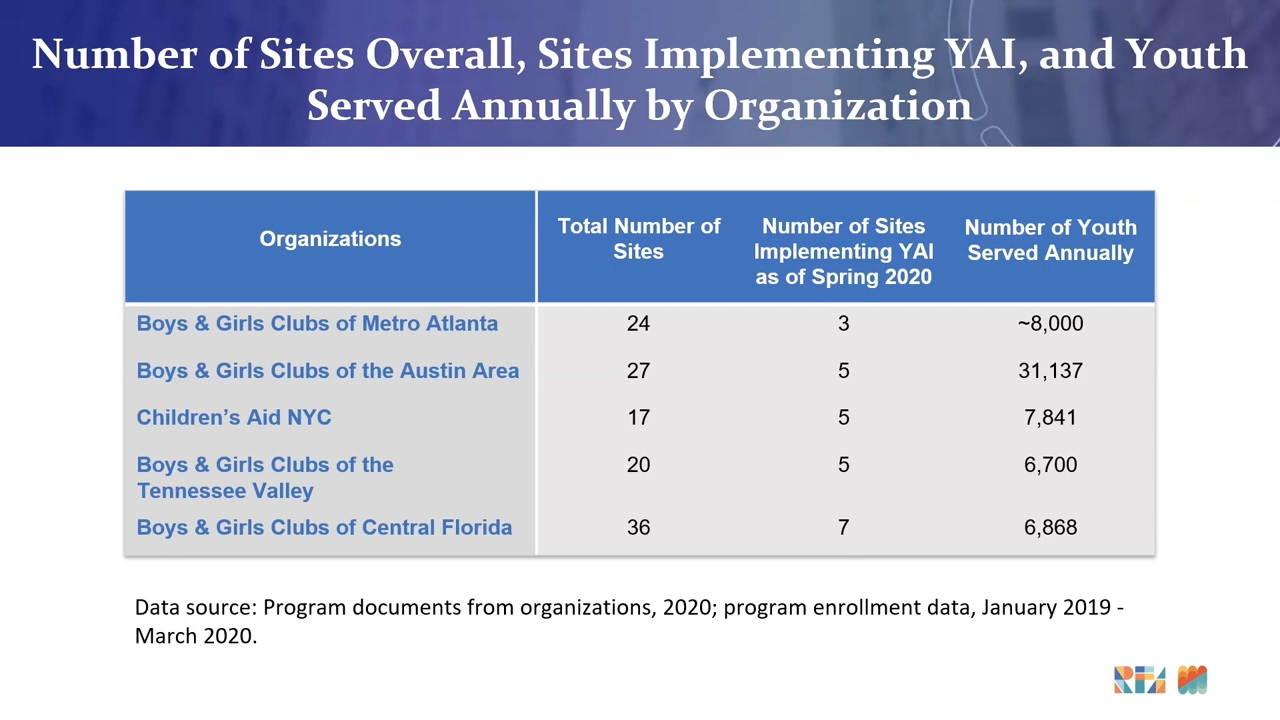 Number of Sites Overall, Sites Implementing YAI, and Youth
Served Annually by Organization
Organizations
Total Number of
Sites
Number of Sites
Implementing YAI
as of Spring 2020
Number of Youth
Served Annually
Boys & Girls Clubs of Metro Atlanta 24 3 ~8,000
Boys & Girls Clubs of the Austin Area 27 5 31,137
Children’s Aid NYC 17 5 7,841
Boys & Girls Clubs of the 20 5 6,700
Tennessee Valley
Boys & Girls Clubs of Central Florida 36 7 6,868
Data source: Program documents from organizations, 2020; program enrollment data, January 2019 -
March 2020.
RFA